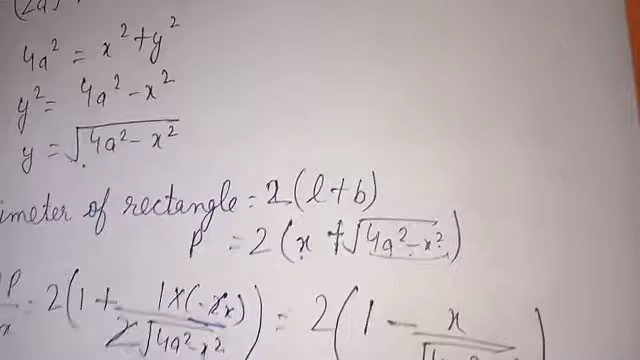 (2a)
4a² = x² + y²
y² = 4a² - x²
y = √4a² - x²
imeter of rectangle = 2(l+b)
P = 2(x + √4a² - x²)
P/x · 2(1 + 1×(-2x)/2√4a² - x²) = 2(1 - x/√